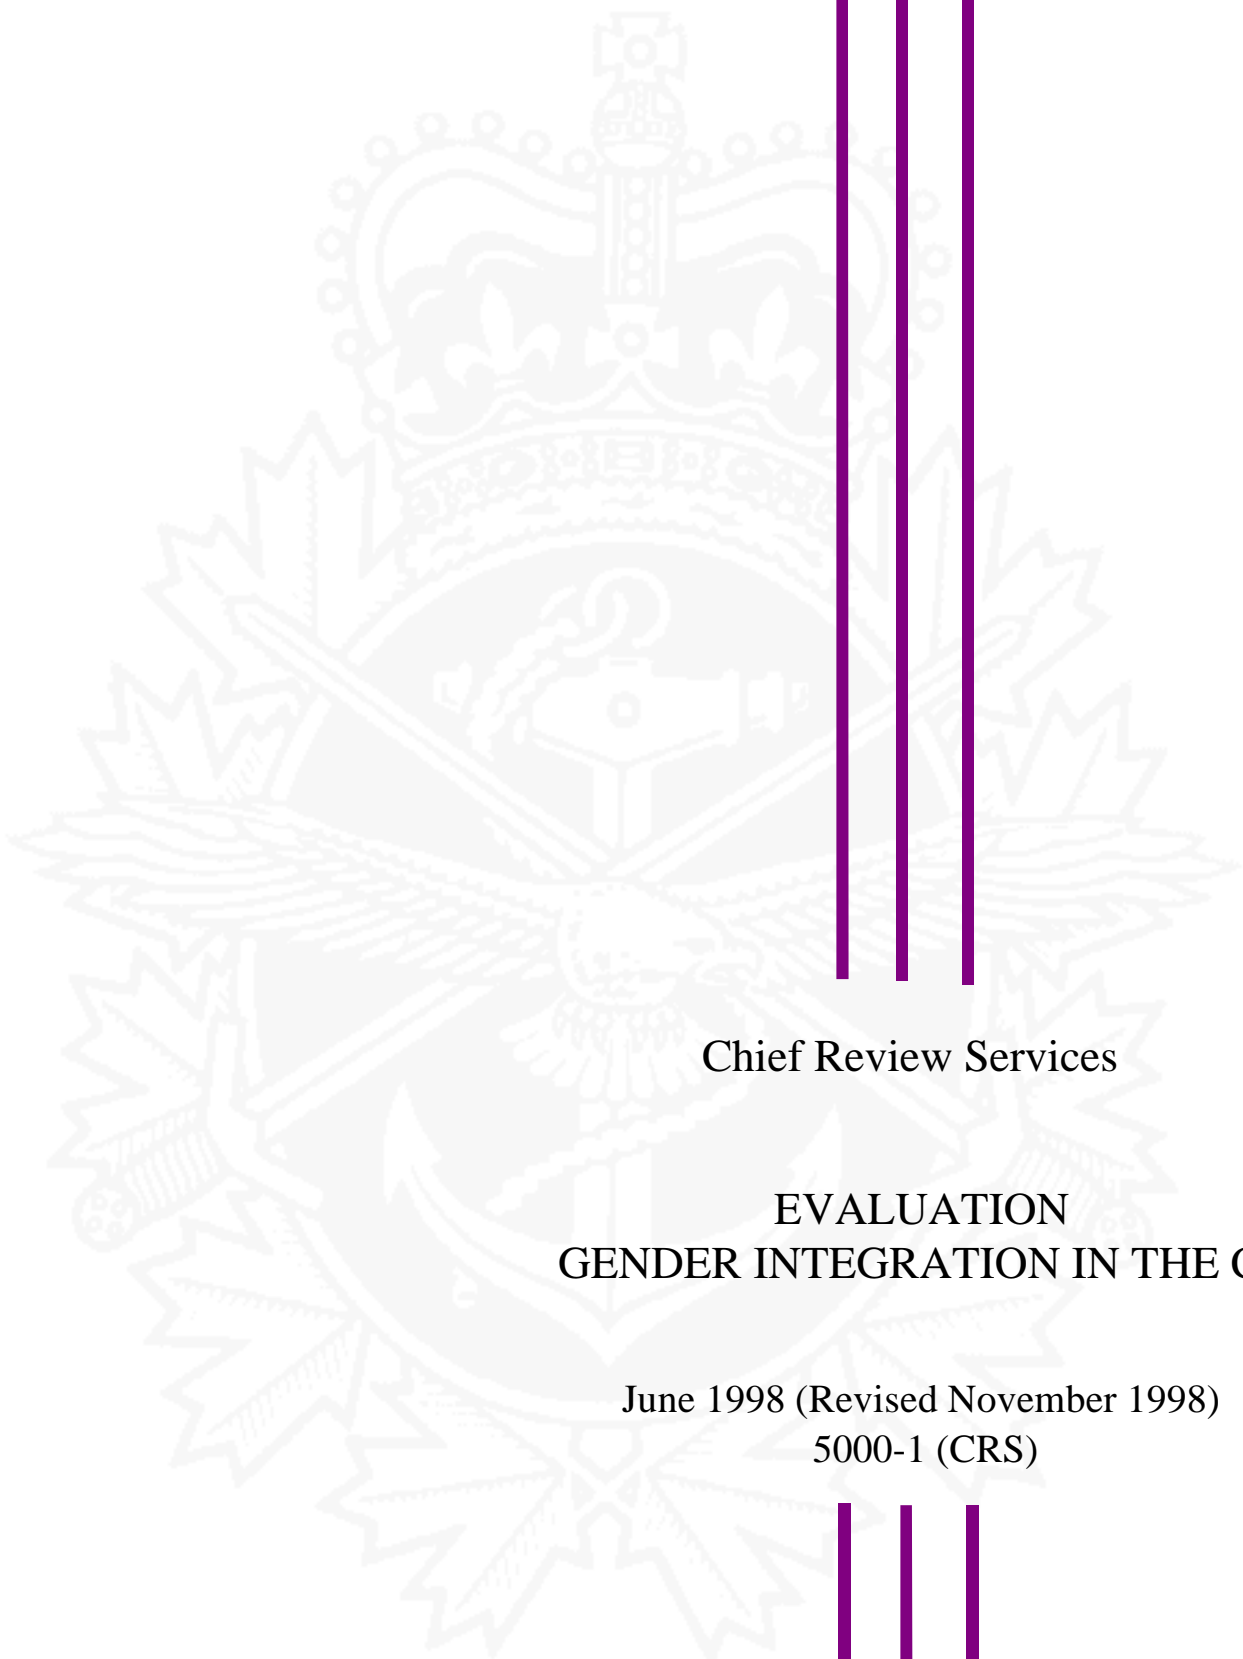 Chief Review Services
EVALUATION
GENDER INTEGRATION IN THE
June 1998 (Revised November 1998)
5000-1 (CRS)